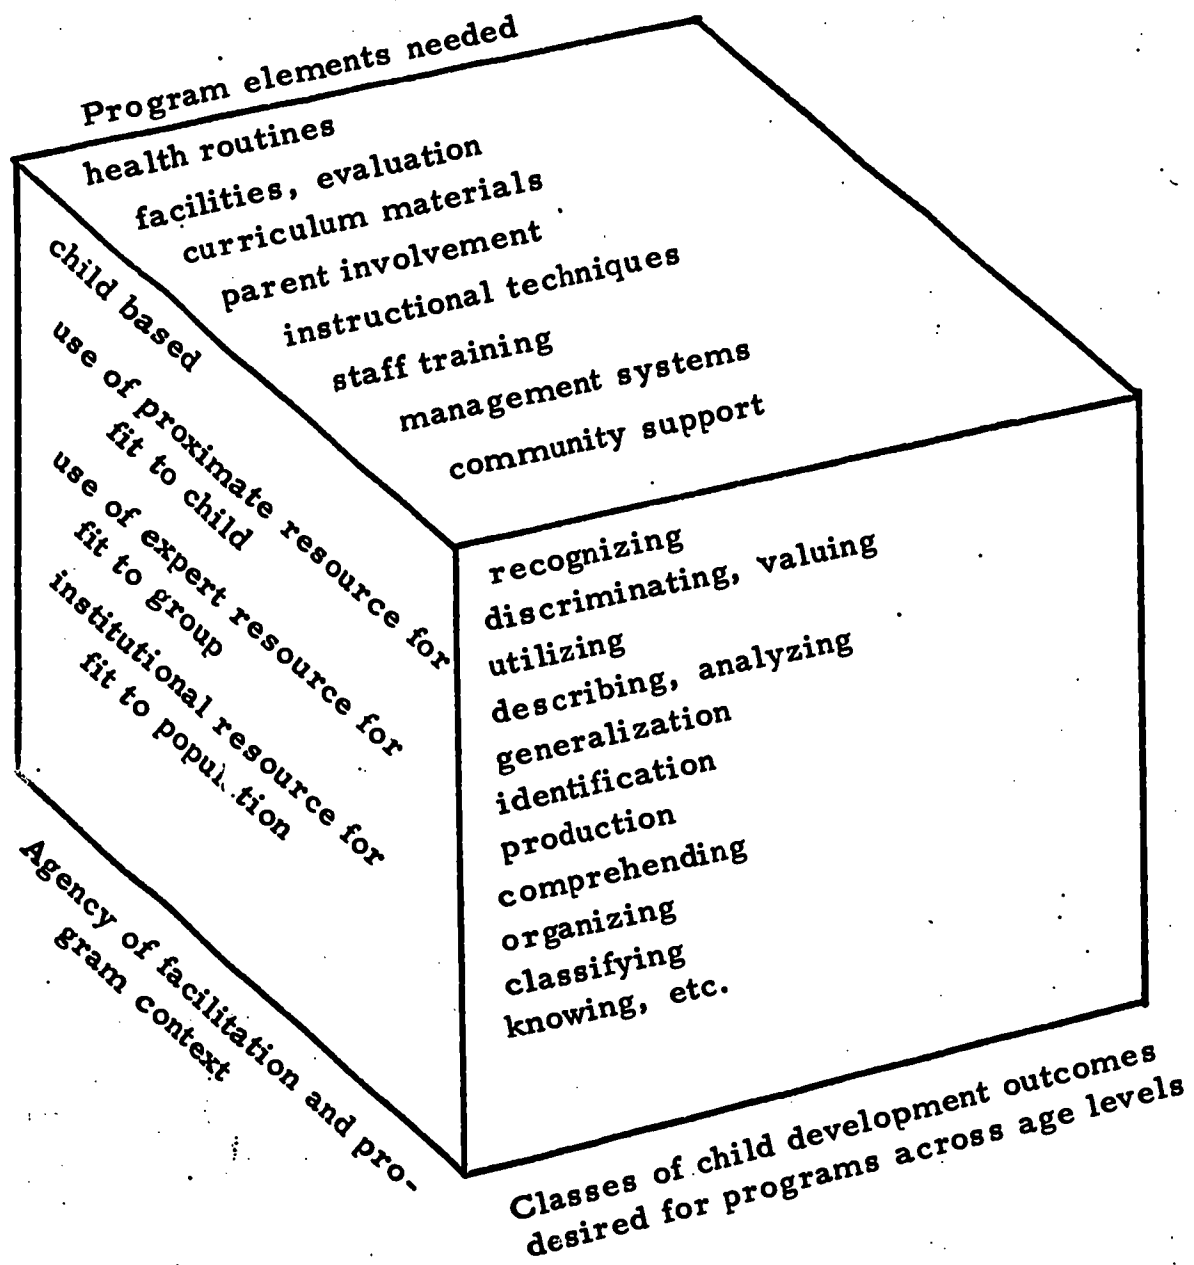 Program elements needed
health routines
facilities, evaluation
curriculum materials
parent involvement
instructional techniques
staff training
management systems
community support
child based
use of proximate resource for
fit to child
use of expert resource for
fit to group
institutional resource for
fit to
Agency of facilitation and pro-
gram context
recognizing
discriminating, valuing
utilizing
describing, analyzing
generalization
identification
production
comprehending
organizing
classifying
knowing, etc.
Classes of child development outcomes
desired for programs across age levels